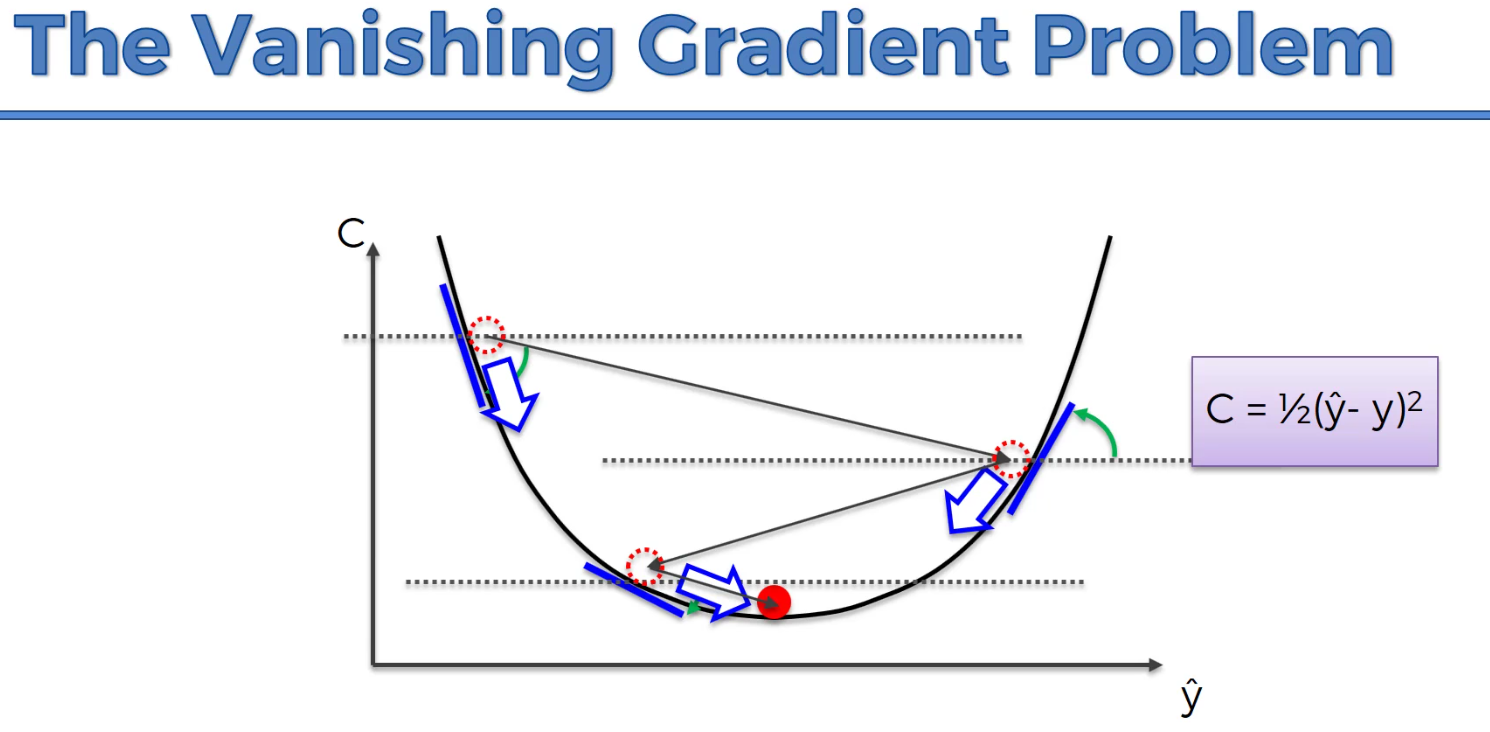 The Vanishing Gradient Problem
C
C = ½(ŷ- y)²
ŷ